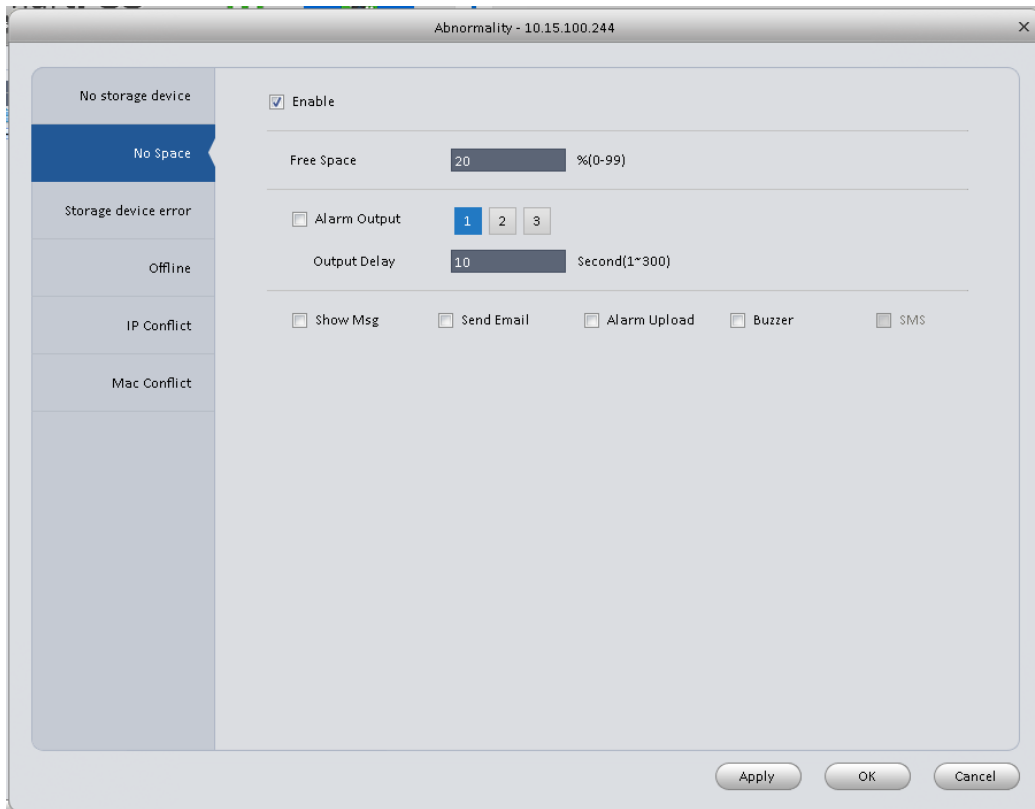 Abnormality - 10.15.100.244
No storage device
No Space
Storage device error
Offline
IP Conflict
Mac Conflict
Enable
Free Space 20 %(0-99)
Alarm Output 1 2 3
Output Delay 10 Second(1~300)
Show Msg Send Email Alarm Upload Buzzer SMS
Apply OK Cancel